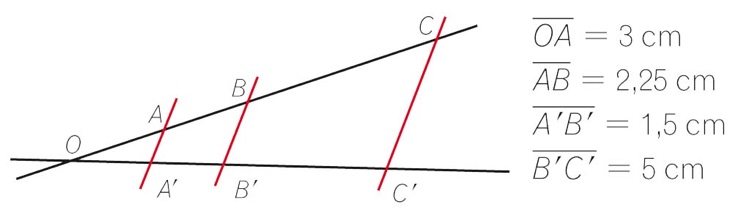 C
B
A
O
A′
B′
C′
OA = 3 cm
AB = 2,25 cm
A′B′ = 1,5 cm
B′C′ = 5 cm